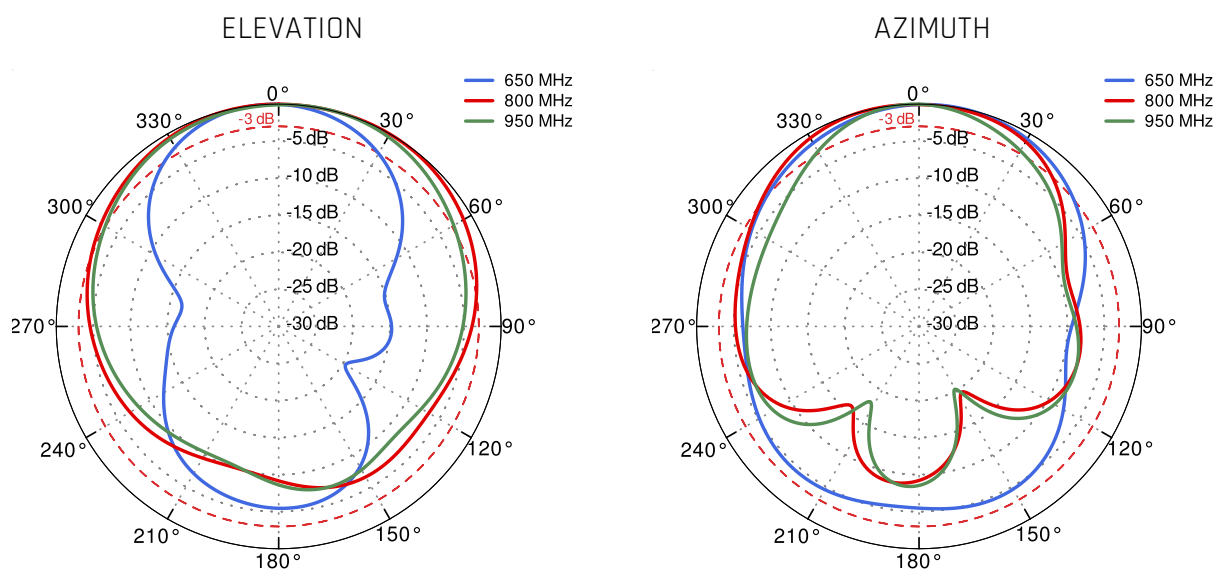 ELEVATION
650 MHz
800 MHz
950 MHz
0°
-3 dB
330°
30°
-5 dB
-10 dB
300°
60°
-15 dB
-20 dB
-25 dB
270°
-30 dB
90°
240°
120°
210°
150°
180°
AZIMUTH
650 MHz
800 MHz
950 MHz
0°
-3 dB
330°
30°
-5 dB
-10 dB
300°
60°
-15 dB
-20 dB
-25 dB
270°
-30 dB
90°
240°
120°
210°
150°
180°